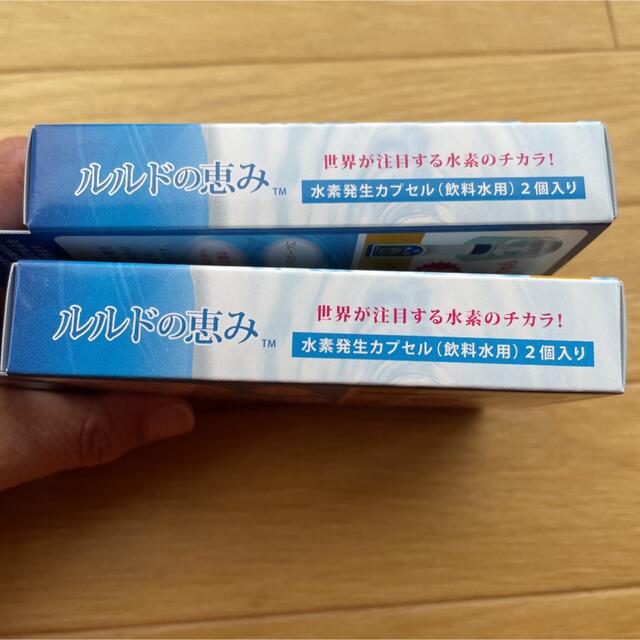 世界が注目する水素のチカラ!
ルルドの恵み™
水素発生カプセル(飲料水用)2個入り
世界が注目する水素のチカラ!
ルルドの恵み™
水素発生カプセル(飲料水用)2個入り